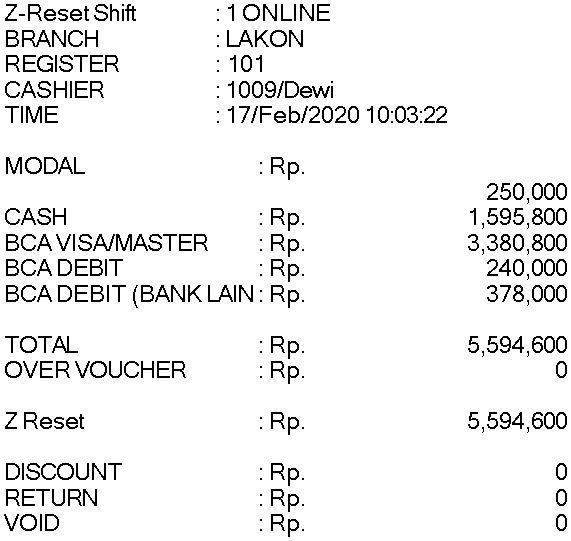 Z-Reset Shift : 1 ONLINE
BRANCH : LAKON
REGISTER : 101
CASHIER : 1009/Dewi
TIME : 17/Feb/2020 10:03:22
MODAL : Rp.
250,000
CASH : Rp. 1,595,800
BCA VISA/MASTER : Rp. 3,380,800
BCA DEBIT : Rp. 240,000
BCA DEBIT (BANK LAIN : Rp. 378,000
TOTAL : Rp. 5,594,600
OVER VOUCHER : Rp. 0
Z Reset : Rp. 5,594,600
DISCOUNT : Rp. 0
RETURN : Rp. 0
VOID : Rp. 0